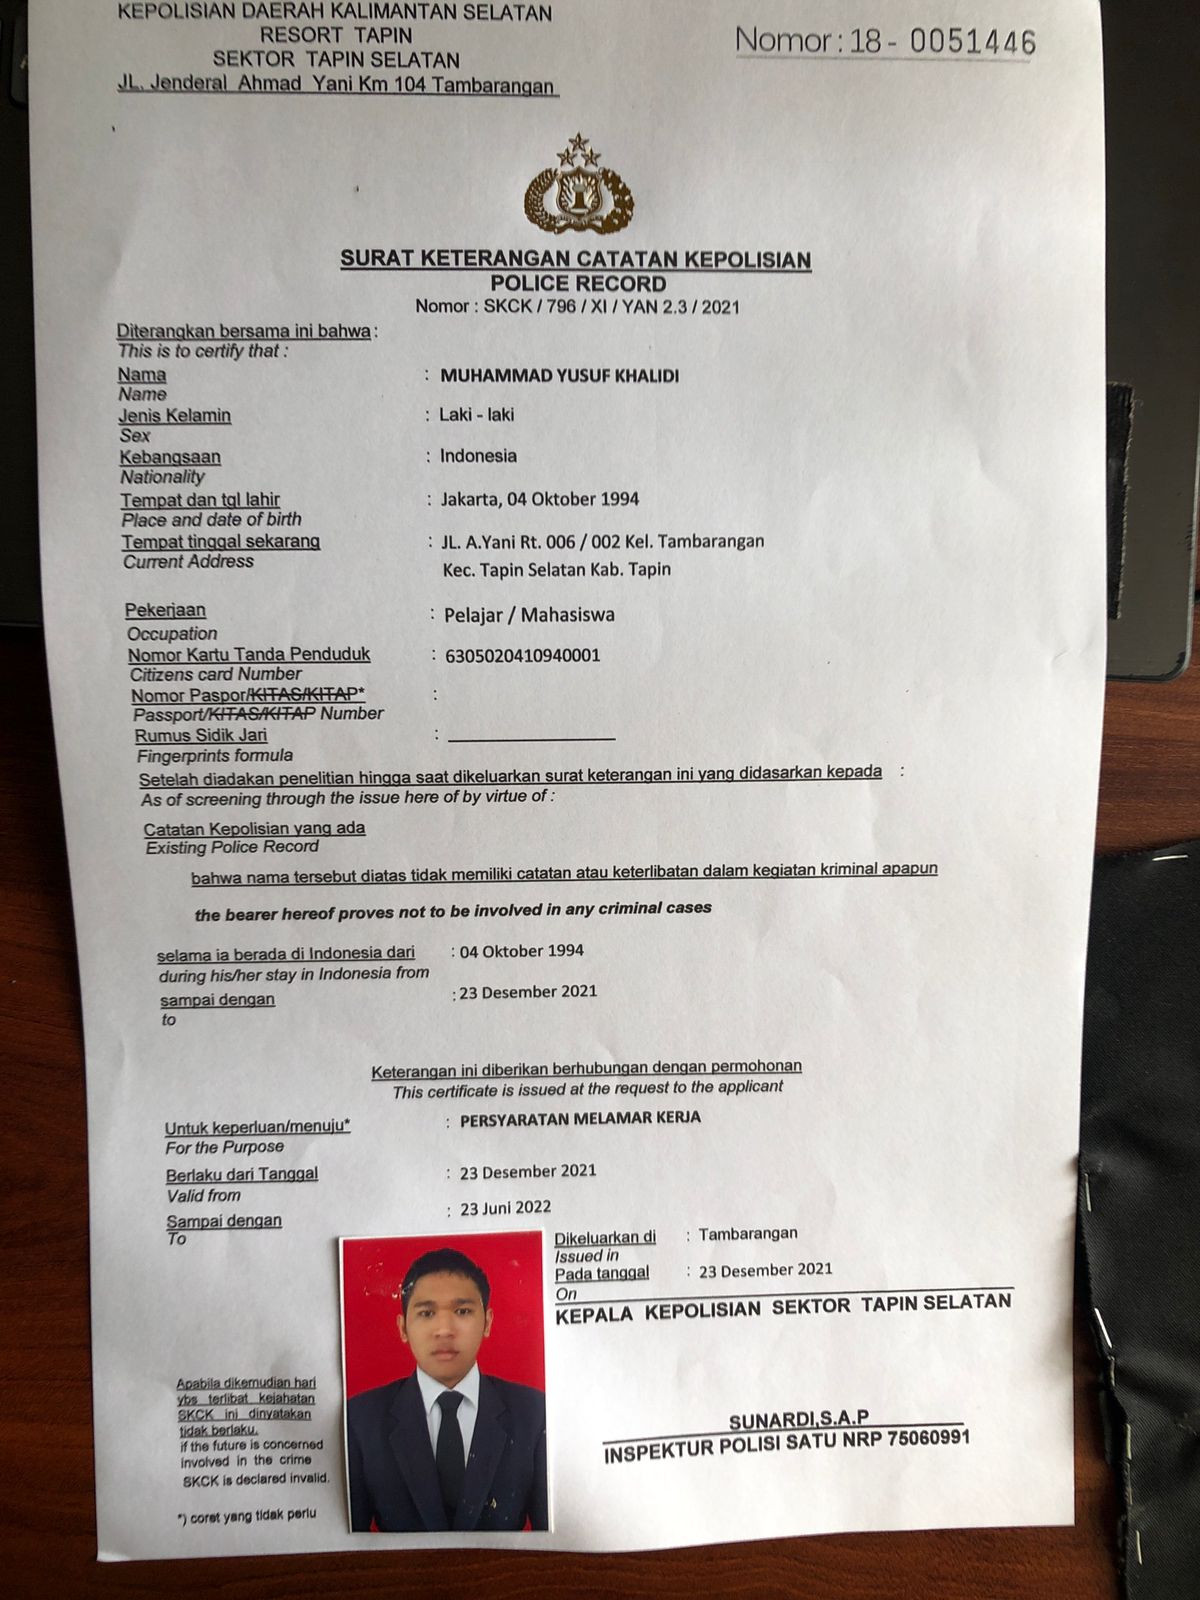 KEPOLISIAN DAERAH KALIMANTAN SELATAN
RESORT TAPIN
SEKTOR TAPIN SELATAN
JL. Jenderal Ahmad Yani Km 104 Tambarangan
Nomor : 18 - 0051446
SURAT KETERANGAN CATATAN KEPOLISIAN
POLICE RECORD
Nomor : SKCK / 796 / XI / YAN 2.3 / 2021
Diterangkan bersama ini bahwa :
This is to certify that :
Nama : MUHAMMAD YUSUF KHALIDI
Name
Jenis Kelamin : Laki - laki
Sex
Kebangsaan : Indonesia
Nationality
Tempat dan tgl lahir : Jakarta, 04 Oktober 1994
Place and date of birth
Tempat tinggal sekarang : JL. A.Yani Rt. 006 / 002 Kel. Tambarangan
Current Address
Kec. Tapin Selatan Kab. Tapin
Pekerjaan : Pelajar / Mahasiswa
Occupation
Nomor Kartu Tanda Penduduk : 6305020410940001
Citizens card Number
Nomor Paspor/KITAS/KITAP* :
Passport/KITAS/KITAP Number
Rumus Sidik Jari :
Fingerprints formula
Setelah diadakan penelitian hingga saat dikeluarkan surat keterangan ini yang didasarkan kepada :
As of screening through the issue here of by virtue of :
Catatan Kepolisian yang ada
Existing Police Record
bahwa nama tersebut diatas tidak memiliki catatan atau keterlibatan dalam kegiatan kriminal apapun
the bearer hereof proves not to be involved in any criminal cases
selama ia berada di Indonesia dari : 04 Oktober 1994
during his/her stay in Indonesia from
sampai dengan : 23 Desember 2021
to
Keterangan ini diberikan berhubungan dengan permohonan
This certificate is issued at the request to the applicant
Untuk keperluan/menuju* : PERSYARATAN MELAMAR KERJA
For the Purpose
Berlaku dari Tanggal : 23 Desember 2021
Valid from
Sampai dengan : 23 Juni 2022
To
Dikeluarkan di : Tambarangan
Issued in
Pada tanggal : 23 Desember 2021
On
KEPALA KEPOLISIAN SEKTOR TAPIN SELATAN
SUNARDI,S.A.P
INSPEKTUR POLISI SATU NRP 75060991
Apabila dikemudian hari
ybs terlibat kejahatan
SKCK ini dinyatakan
tidak berlaku.
if the future is concerned
involved in the crime
SKCK is declared invalid.
*) coret yang tidak perlu